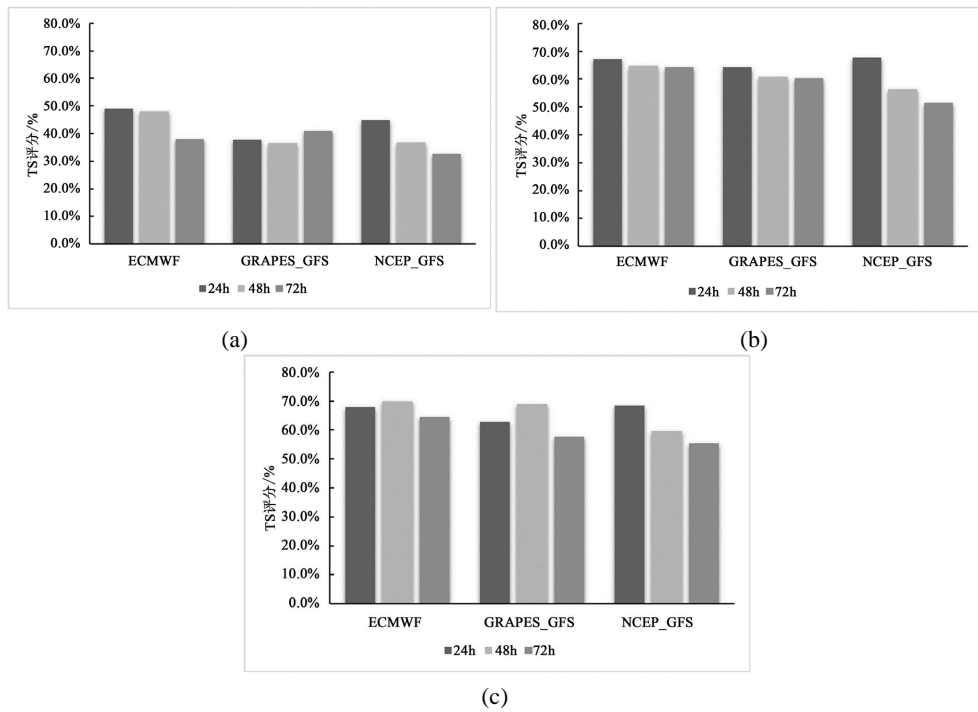 80.0%
70.0%
60.0%
50.0%
40.0%
30.0%
20.0%
10.0%
0.0%
TS评分/%
ECMWF GRAPES_GFS NCEP_GFS
24h 48h 72h
(a)
80.0%
70.0%
60.0%
50.0%
40.0%
30.0%
20.0%
10.0%
0.0%
TS评分/%
ECMWF GRAPES_GFS NCEP_GFS
24h 48h 72h
(b)
80.0%
70.0%
60.0%
50.0%
40.0%
30.0%
20.0%
10.0%
0.0%
TS评分/%
ECMWF GRAPES_GFS NCEP_GFS
24h 48h 72h
(c)